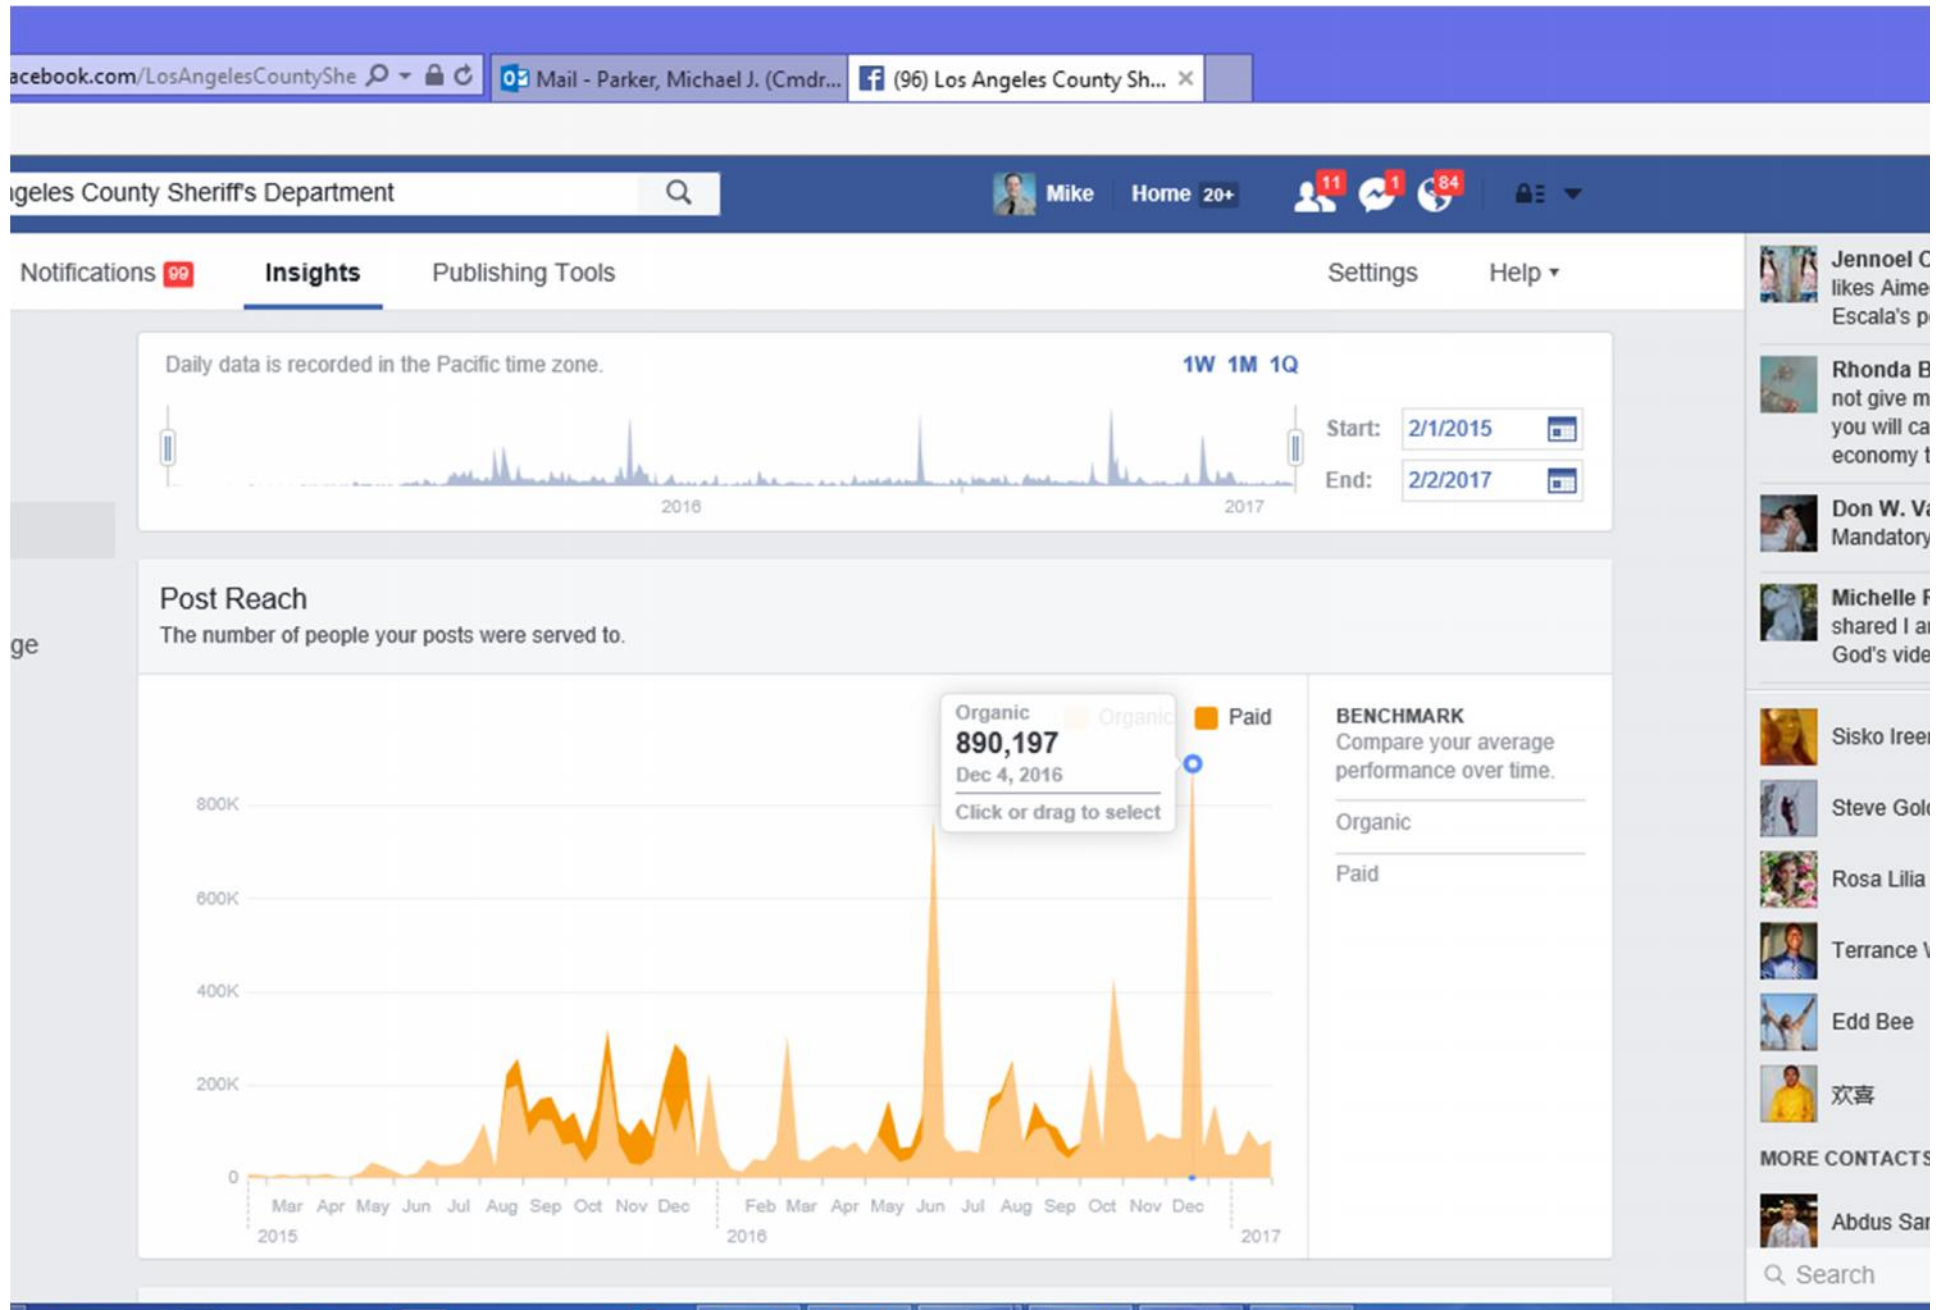 acebook.com/LosAngelesCountyShe
Mail - Parker, Michael J. (Cmdr...
(96) Los Angeles County Sh...
geles County Sheriff's Department
Mike
Home 20+
11
1
84
Notifications 99
Insights
Publishing Tools
Settings
Help
Daily data is recorded in the Pacific time zone.
1W 1M 1Q
Start: 2/1/2015
End: 2/2/2017
2016
2017
Post Reach
The number of people your posts were served to.
ge
Organic
890,197
Dec 4, 2016
Click or drag to select
Organic
Paid
BENCHMARK
Compare your average
performance over time.
Organic
Paid
800K
600K
400K
200K
0
Mar Apr May Jun Jul Aug Sep Oct Nov Dec Feb Mar Apr May Jun Jul Aug Sep Oct Nov Dec
2015 2016 2017
Jennoel C
likes Aime
Escala's p
Rhonda B
not give m
you will ca
economy t
Don W. Va
Mandatory
Michelle F
shared I a
God's vide
Sisko Iree
Steve Gol
Rosa Lilia
Terrance
Edd Bee
欢喜
MORE CONTACTS
Abdus Sar
Search